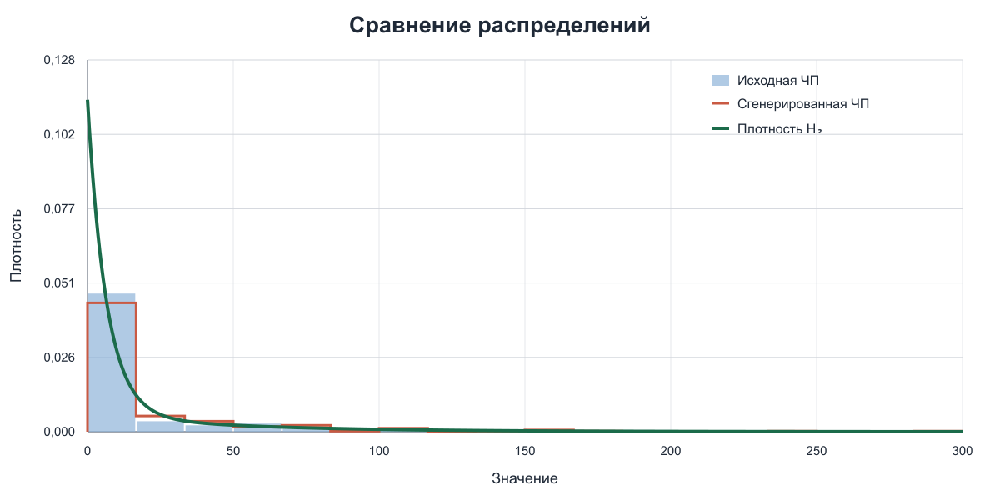 Сравнение распределений
0,128
0,102
0,077
0,051
0,026
0,000
Плотность
Исходная ЧП
Сгенерированная ЧП
Плотность H₂
0 50 100 150 200 250 300
Значение